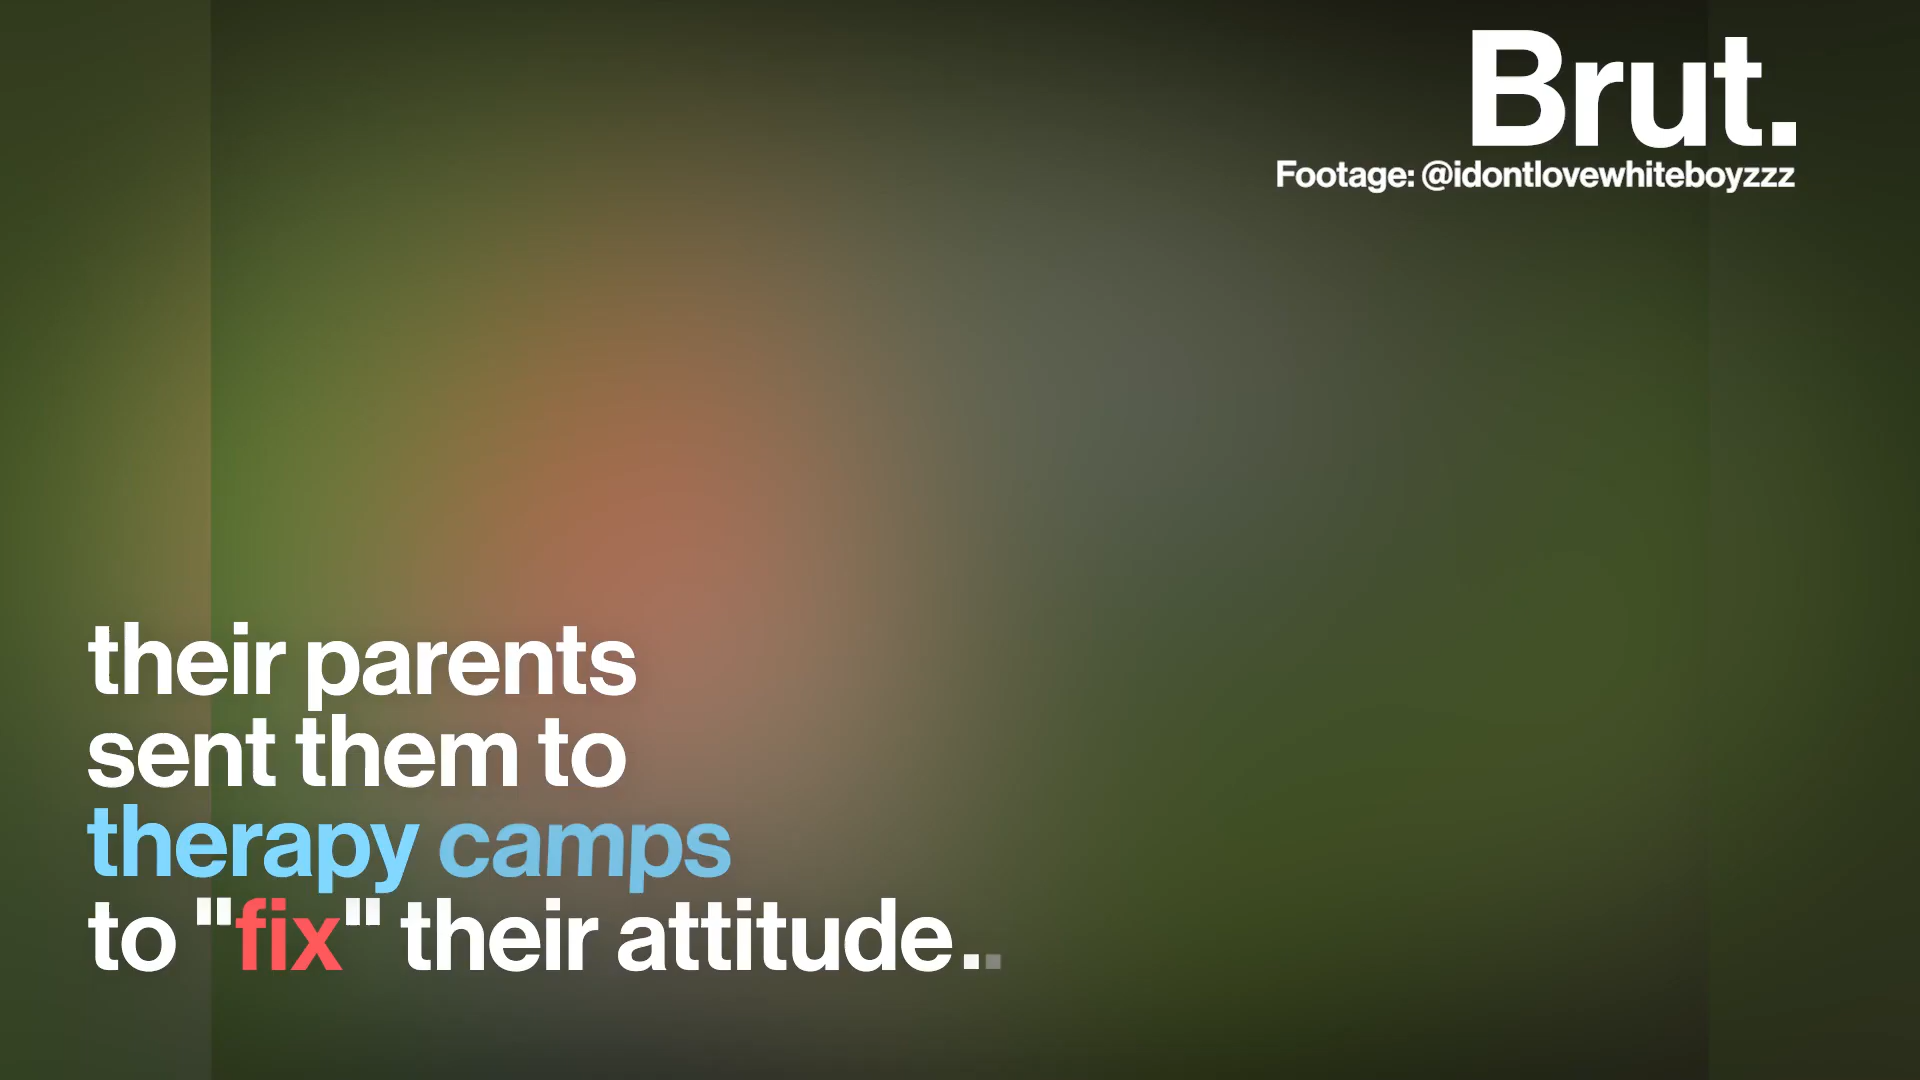 Brut.
Footage: @idontlovewhiteboyzzz
their parents
sent them to
therapy camps
to "fix" their attitude..